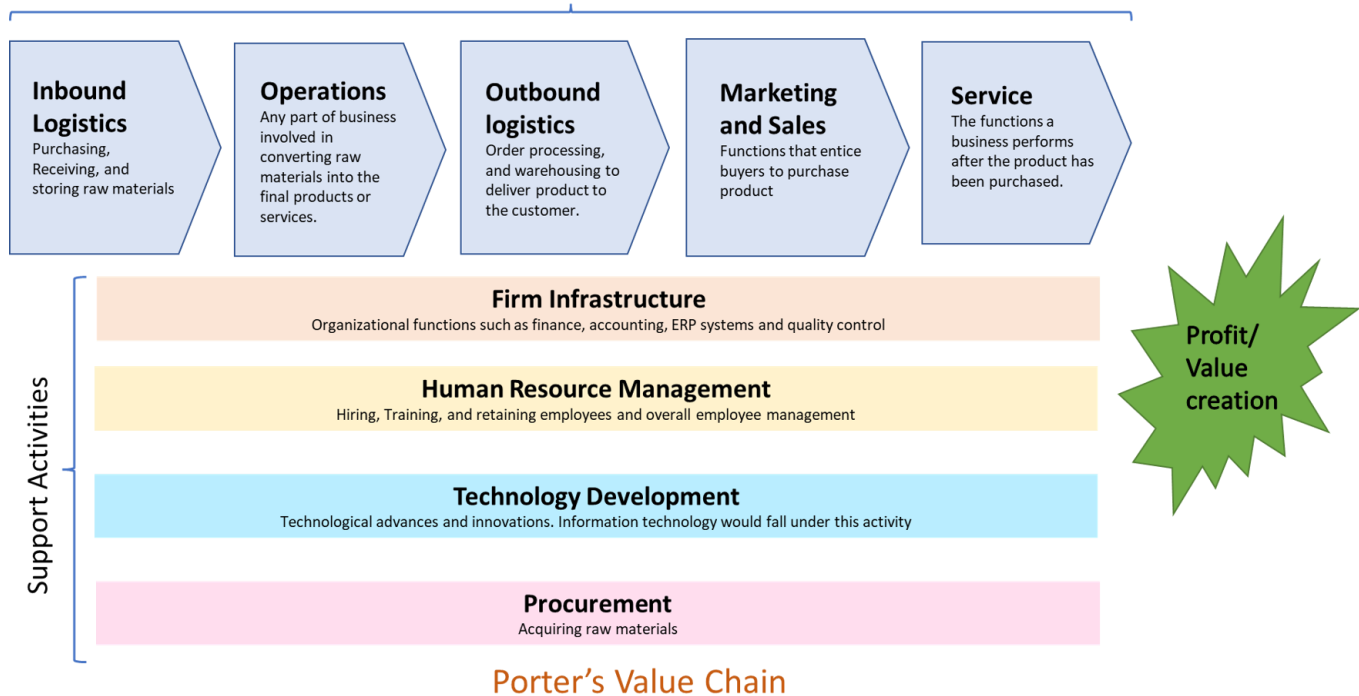 Inbound
Logistics
Purchasing,
Receiving, and
storing raw materials
Operations
Any part of business
involved in
converting raw
materials into the
final products or
services.
Outbound
logistics
Order processing,
and warehousing to
deliver product to
the customer.
Marketing
and Sales
Functions that entice
buyers to purchase
product
Service
The functions a
business performs
after the product has
been purchased.
Support Activities
Firm Infrastructure
Organizational functions such as finance, accounting, ERP systems and quality control
Human Resource Management
Hiring, Training, and retaining employees and overall employee management
Technology Development
Technological advances and innovations. Information technology would fall under this activity
Procurement
Acquiring raw materials
Profit/
Value
creation
Porter’s Value Chain